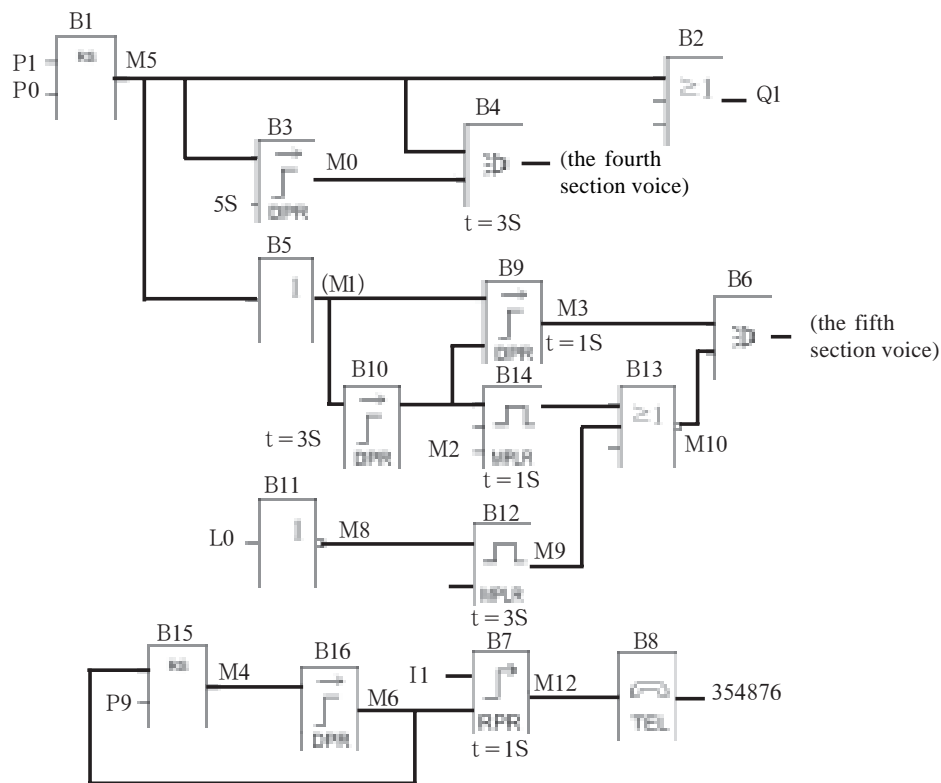 B1
RS
P1
M5
P0
B2
≥1
Q1
B3
B4
M0
(the fourth
section voice)
5S
DPR
t=3S
B5
1
(M1)
B9
M3
B6
(the fifth
section voice)
DPR
t=1S
B10
B14
B13
≥1
t=3S
M2
M10
DPR
MPLR
t=1S
B11
1
L0
M8
B12
M9
MPLR
t=3S
B15
RS
B16
B7
B8
M4
I1
P9
M6
M12
354876
DPR
RPR
TEL
t=1S